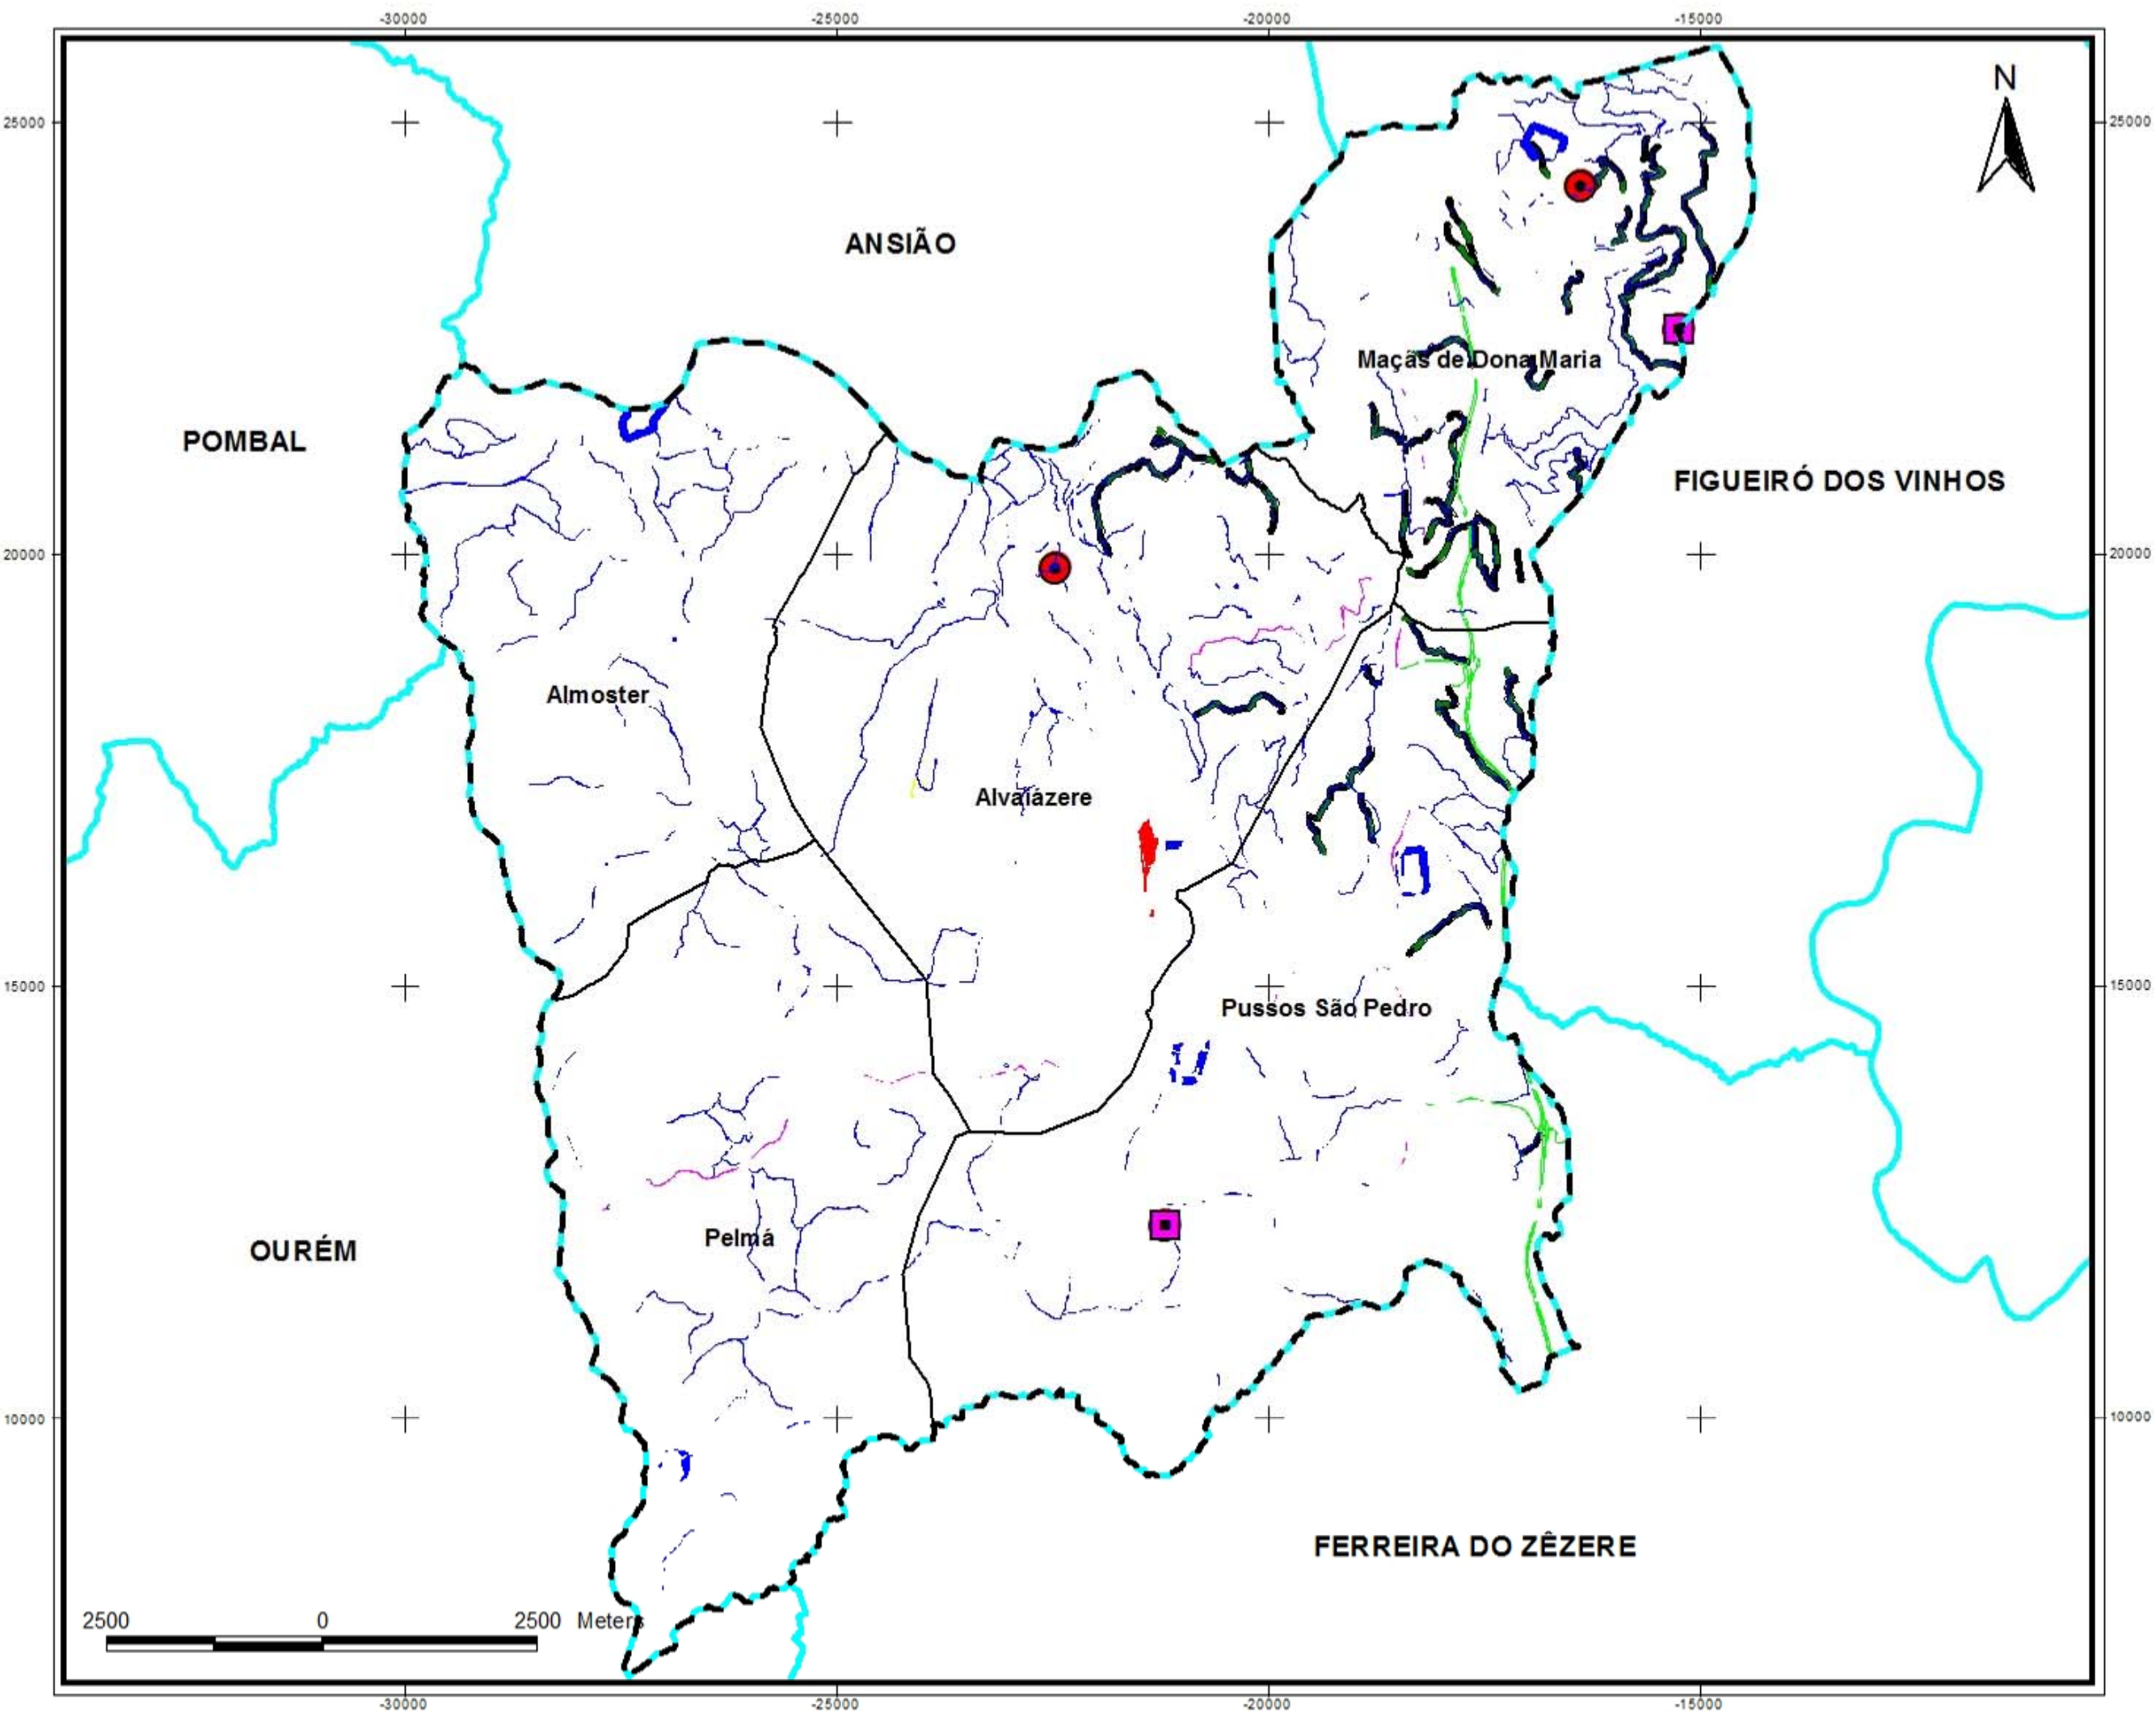 -30000 -25000 -20000 -15000
N
25000 25000
ANSIÃO
Maçãs de Dona Maria
POMBAL
FIGUEIRÓ DOS VINHOS
20000 20000
Almoster
Alvaiázere
15000 15000
Pussos São Pedro
Pelmá
OURÉM
10000 10000
FERREIRA DO ZÊZERE
2500 0 2500 Meters
-30000 -25000 -20000 -15000